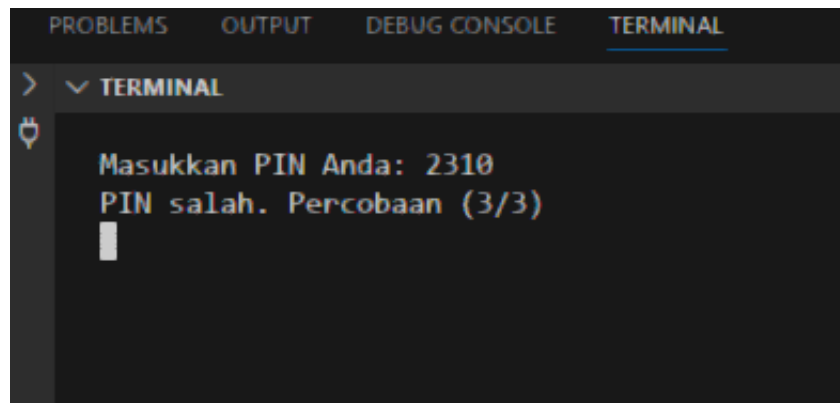 PROBLEMS OUTPUT DEBUG CONSOLE TERMINAL
TERMINAL
Masukkan PIN Anda: 2310
PIN salah. Percobaan (3/3)